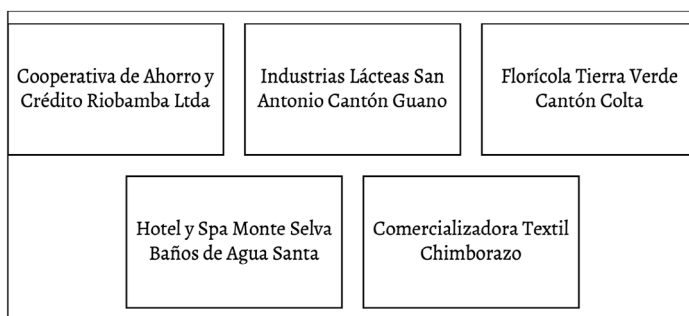 Cooperativa de Ahorro y
Crédito Riobamba Ltda
Industrias Lácteas San
Antonio Cantón Guano
Florícola Tierra Verde
Cantón Colta
Hotel y Spa Monte Selva
Baños de Agua Santa
Comercializadora Textil
Chimborazo